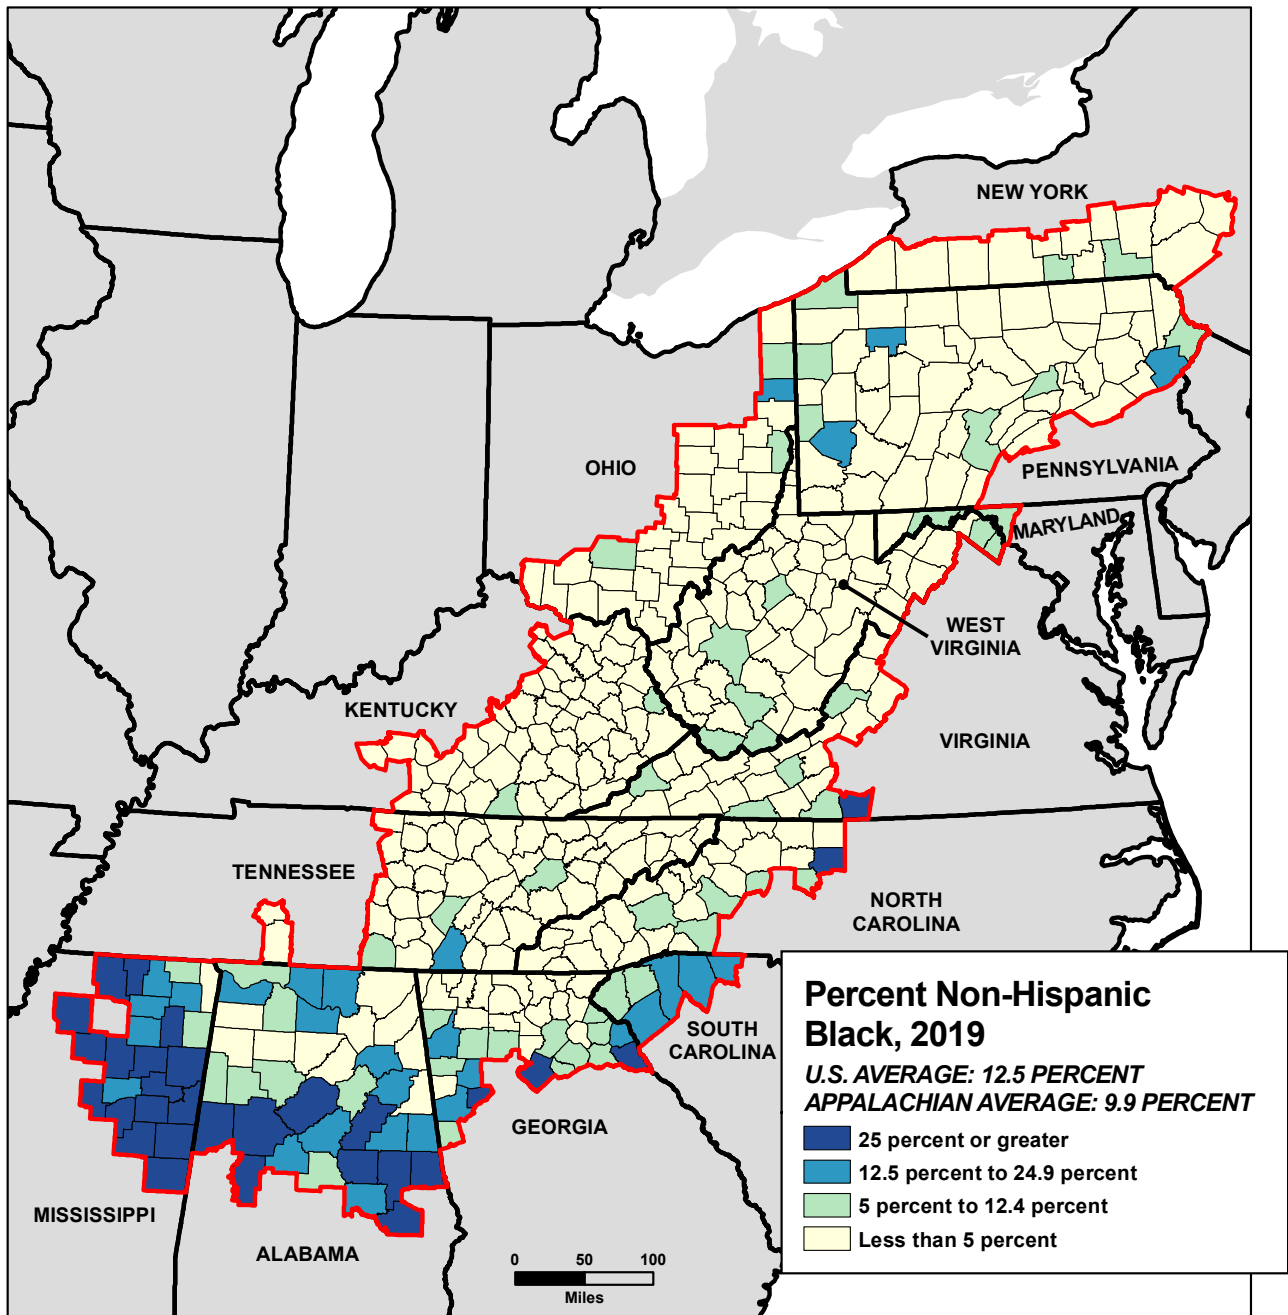 NEW YORK
OHIO
PENNSYLVANIA
MARYLAND
WEST
VIRGINIA
KENTUCKY
VIRGINIA
TENNESSEE
NORTH
CAROLINA
SOUTH
CAROLINA
GEORGIA
MISSISSIPPI
ALABAMA
0 50 100
Miles
Percent Non-Hispanic
Black, 2019
U.S. AVERAGE: 12.5 PERCENT
APPALACHIAN AVERAGE: 9.9 PERCENT
25 percent or greater
12.5 percent to 24.9 percent
5 percent to 12.4 percent
Less than 5 percent